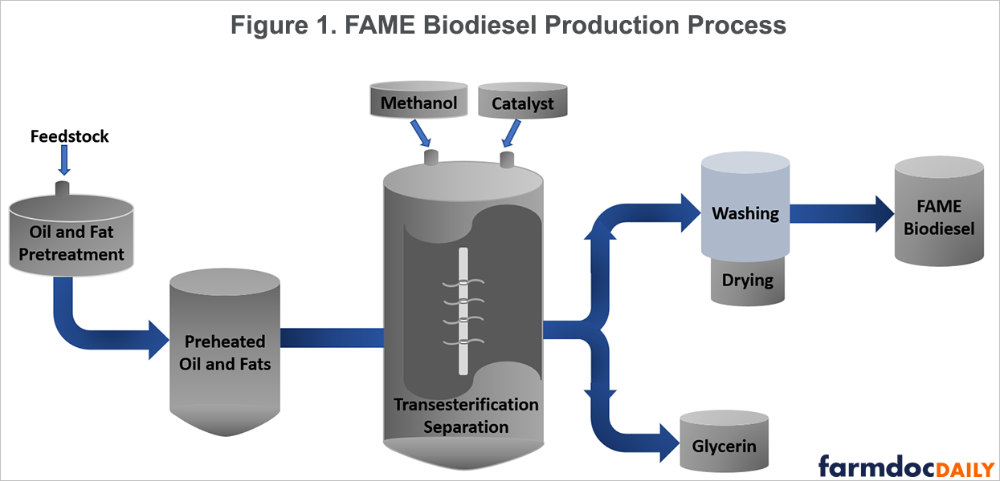 Figure 1. FAME Biodiesel Production Process
Methanol
Catalyst
Feedstock
Oil and Fat
Pretreatment
Preheated
Oil and Fats
Transesterification
Separation
Washing
Drying
FAME
Biodiesel
Glycerin
farmdocDAILY